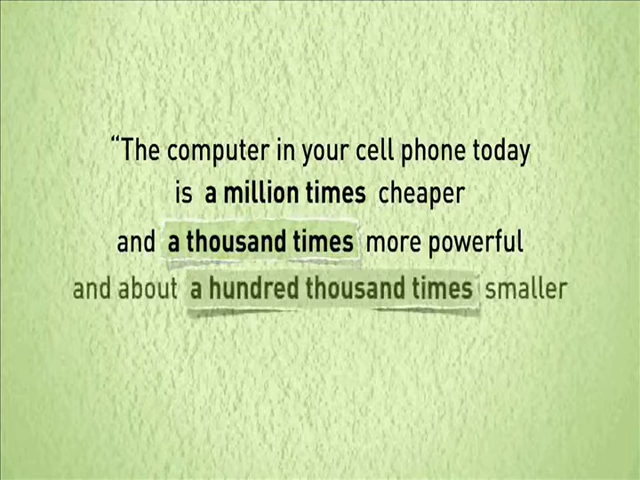 “The computer in your cell phone today
is a million times cheaper
and a thousand times more powerful
and about a hundred thousand times smaller